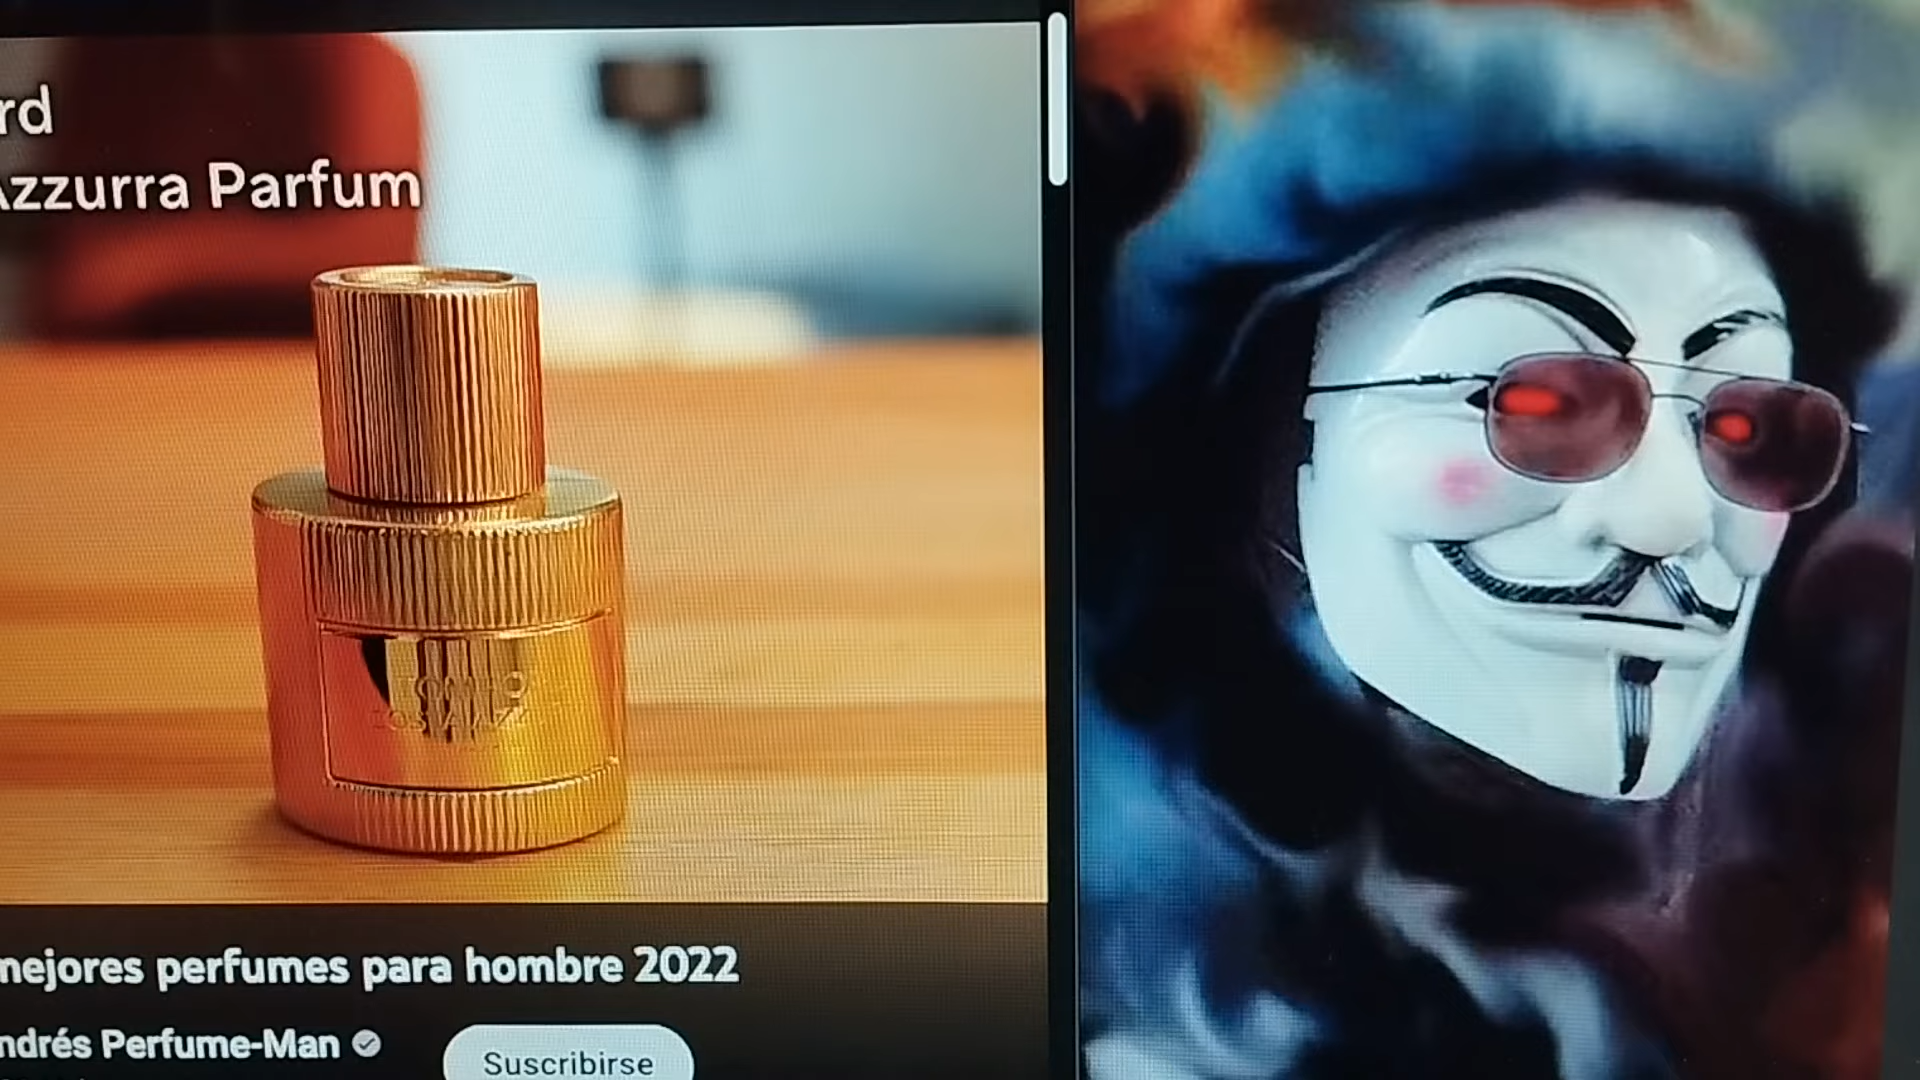 rd
Azzurra Parfum
mejores perfumes para hombre 2022
ndrés Perfume-Man
Suscribirse